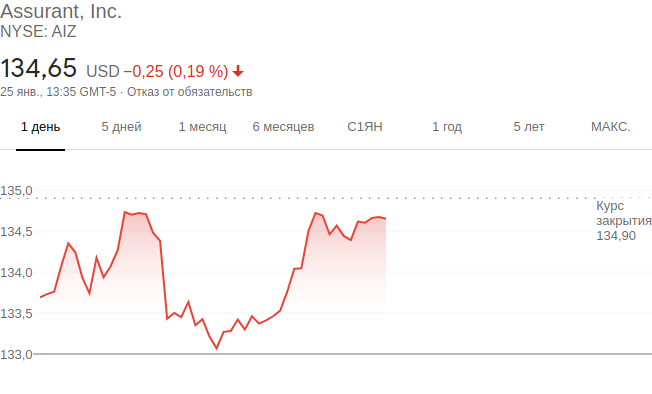 Assurant, Inc.
NYSE: AIZ
134,65 USD −0,25 (0,19 %)
25 янв., 13:35 GMT-5 · Отказ от обязательств
1 день 5 дней 1 месяц 6 месяцев С1ЯН 1 год 5 лет МАКС.
135,0
Курс
закрытия
134,90
134,5
134,0
133,5
133,0